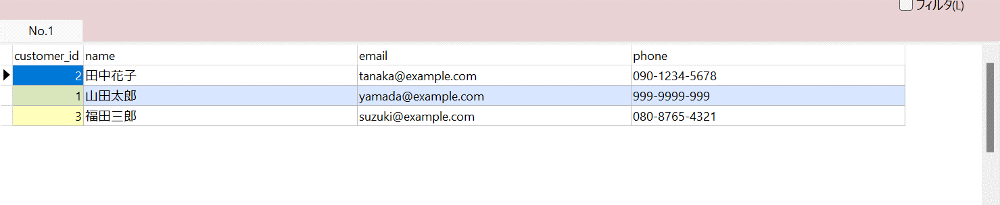 フィルタ(L)
No.1
customer_id name email phone
2 田中花子 tanaka@example.com 090-1234-5678
1 山田太郎 yamada@example.com 999-9999-999
3 福田三郎 suzuki@example.com 080-8765-4321